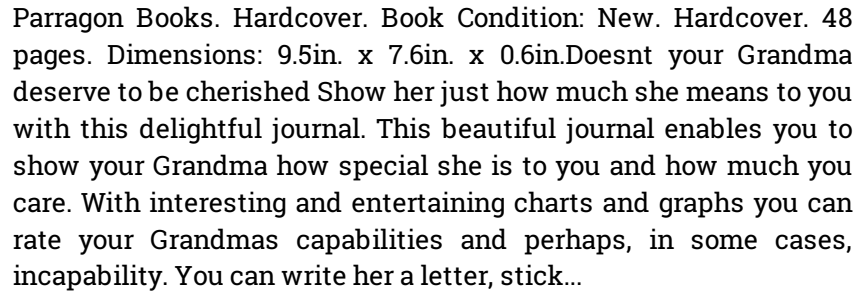 Parragon Books. Hardcover. Book Condition: New. Hardcover. 48
pages. Dimensions: 9.5in. x 7.6in. x 0.6in.Doesnt your Grandma
deserve to be cherished Show her just how much she means to you
with this delightful journal. This beautiful journal enables you to
show your Grandma how special she is to you and how much you
care. With interesting and entertaining charts and graphs you can
rate your Grandmas capabilities and perhaps, in some cases,
incapability. You can write her a letter, stick...